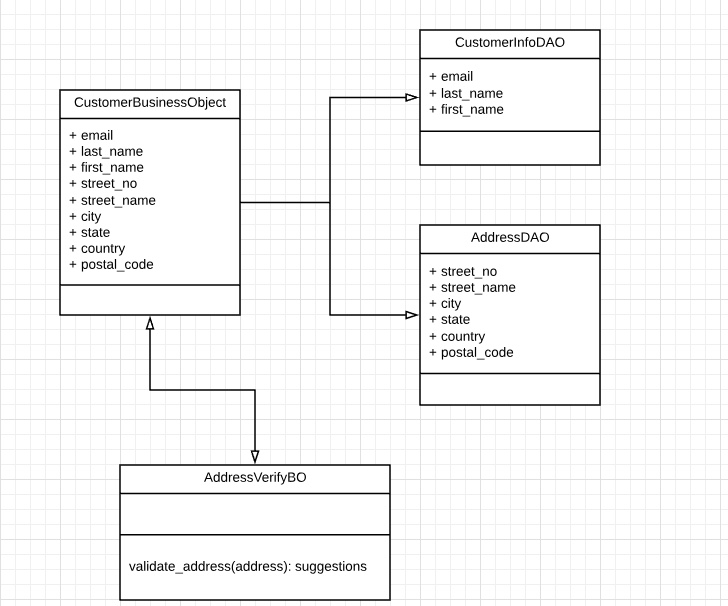 CustomerBusinessObject
+ email
+ last_name
+ first_name
+ street_no
+ street_name
+ city
+ state
+ country
+ postal_code
CustomerInfoDAO
+ email
+ last_name
+ first_name
AddressDAO
+ street_no
+ street_name
+ city
+ state
+ country
+ postal_code
AddressVerifyBO
validate_address(address): suggestions